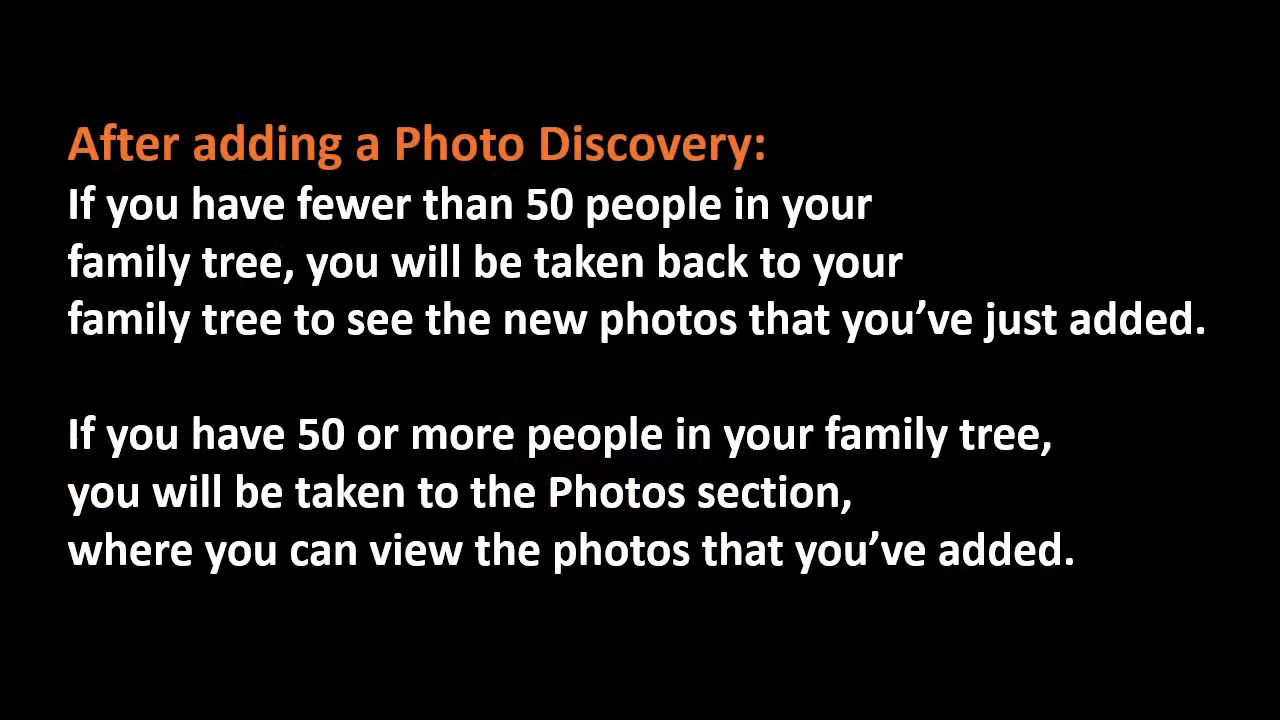 After adding a Photo Discovery:
If you have fewer than 50 people in your
family tree, you will be taken back to your
family tree to see the new photos that you’ve just added.
If you have 50 or more people in your family tree,
you will be taken to the Photos section,
where you can view the photos that you’ve added.